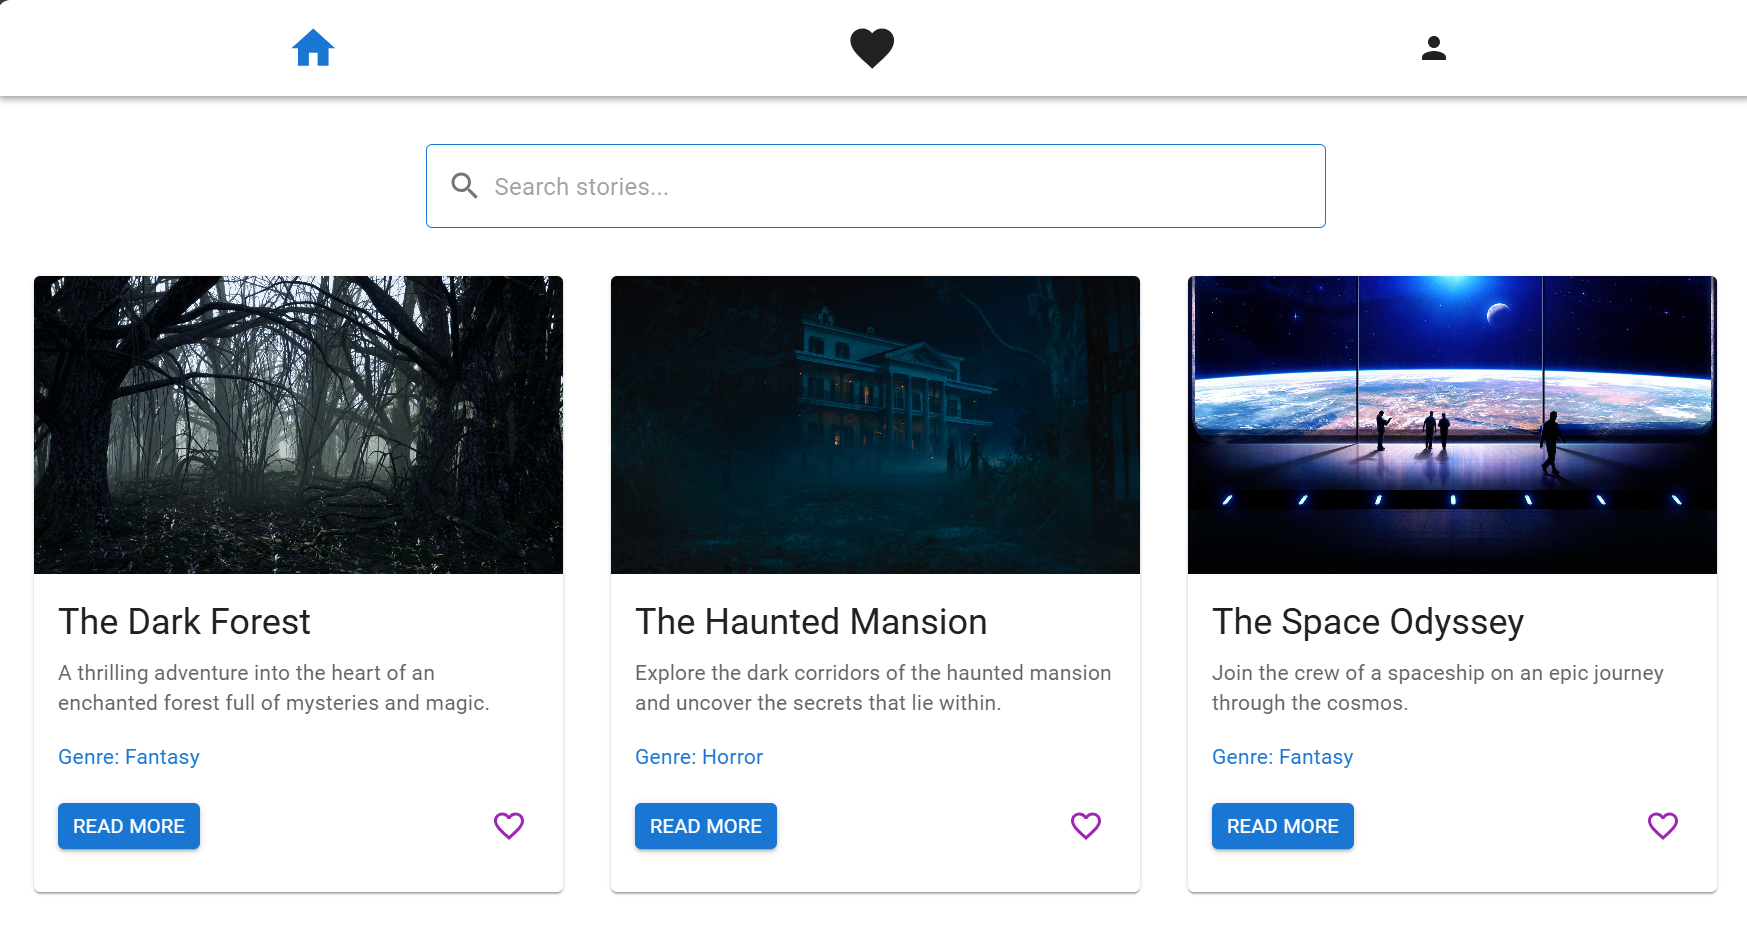 Search stories...
The Dark Forest
A thrilling adventure into the heart of an
enchanted forest full of mysteries and magic.
Genre: Fantasy
READ MORE
The Haunted Mansion
Explore the dark corridors of the haunted mansion
and uncover the secrets that lie within.
Genre: Horror
READ MORE
The Space Odyssey
Join the crew of a spaceship on an epic journey
through the cosmos.
Genre: Fantasy
READ MORE